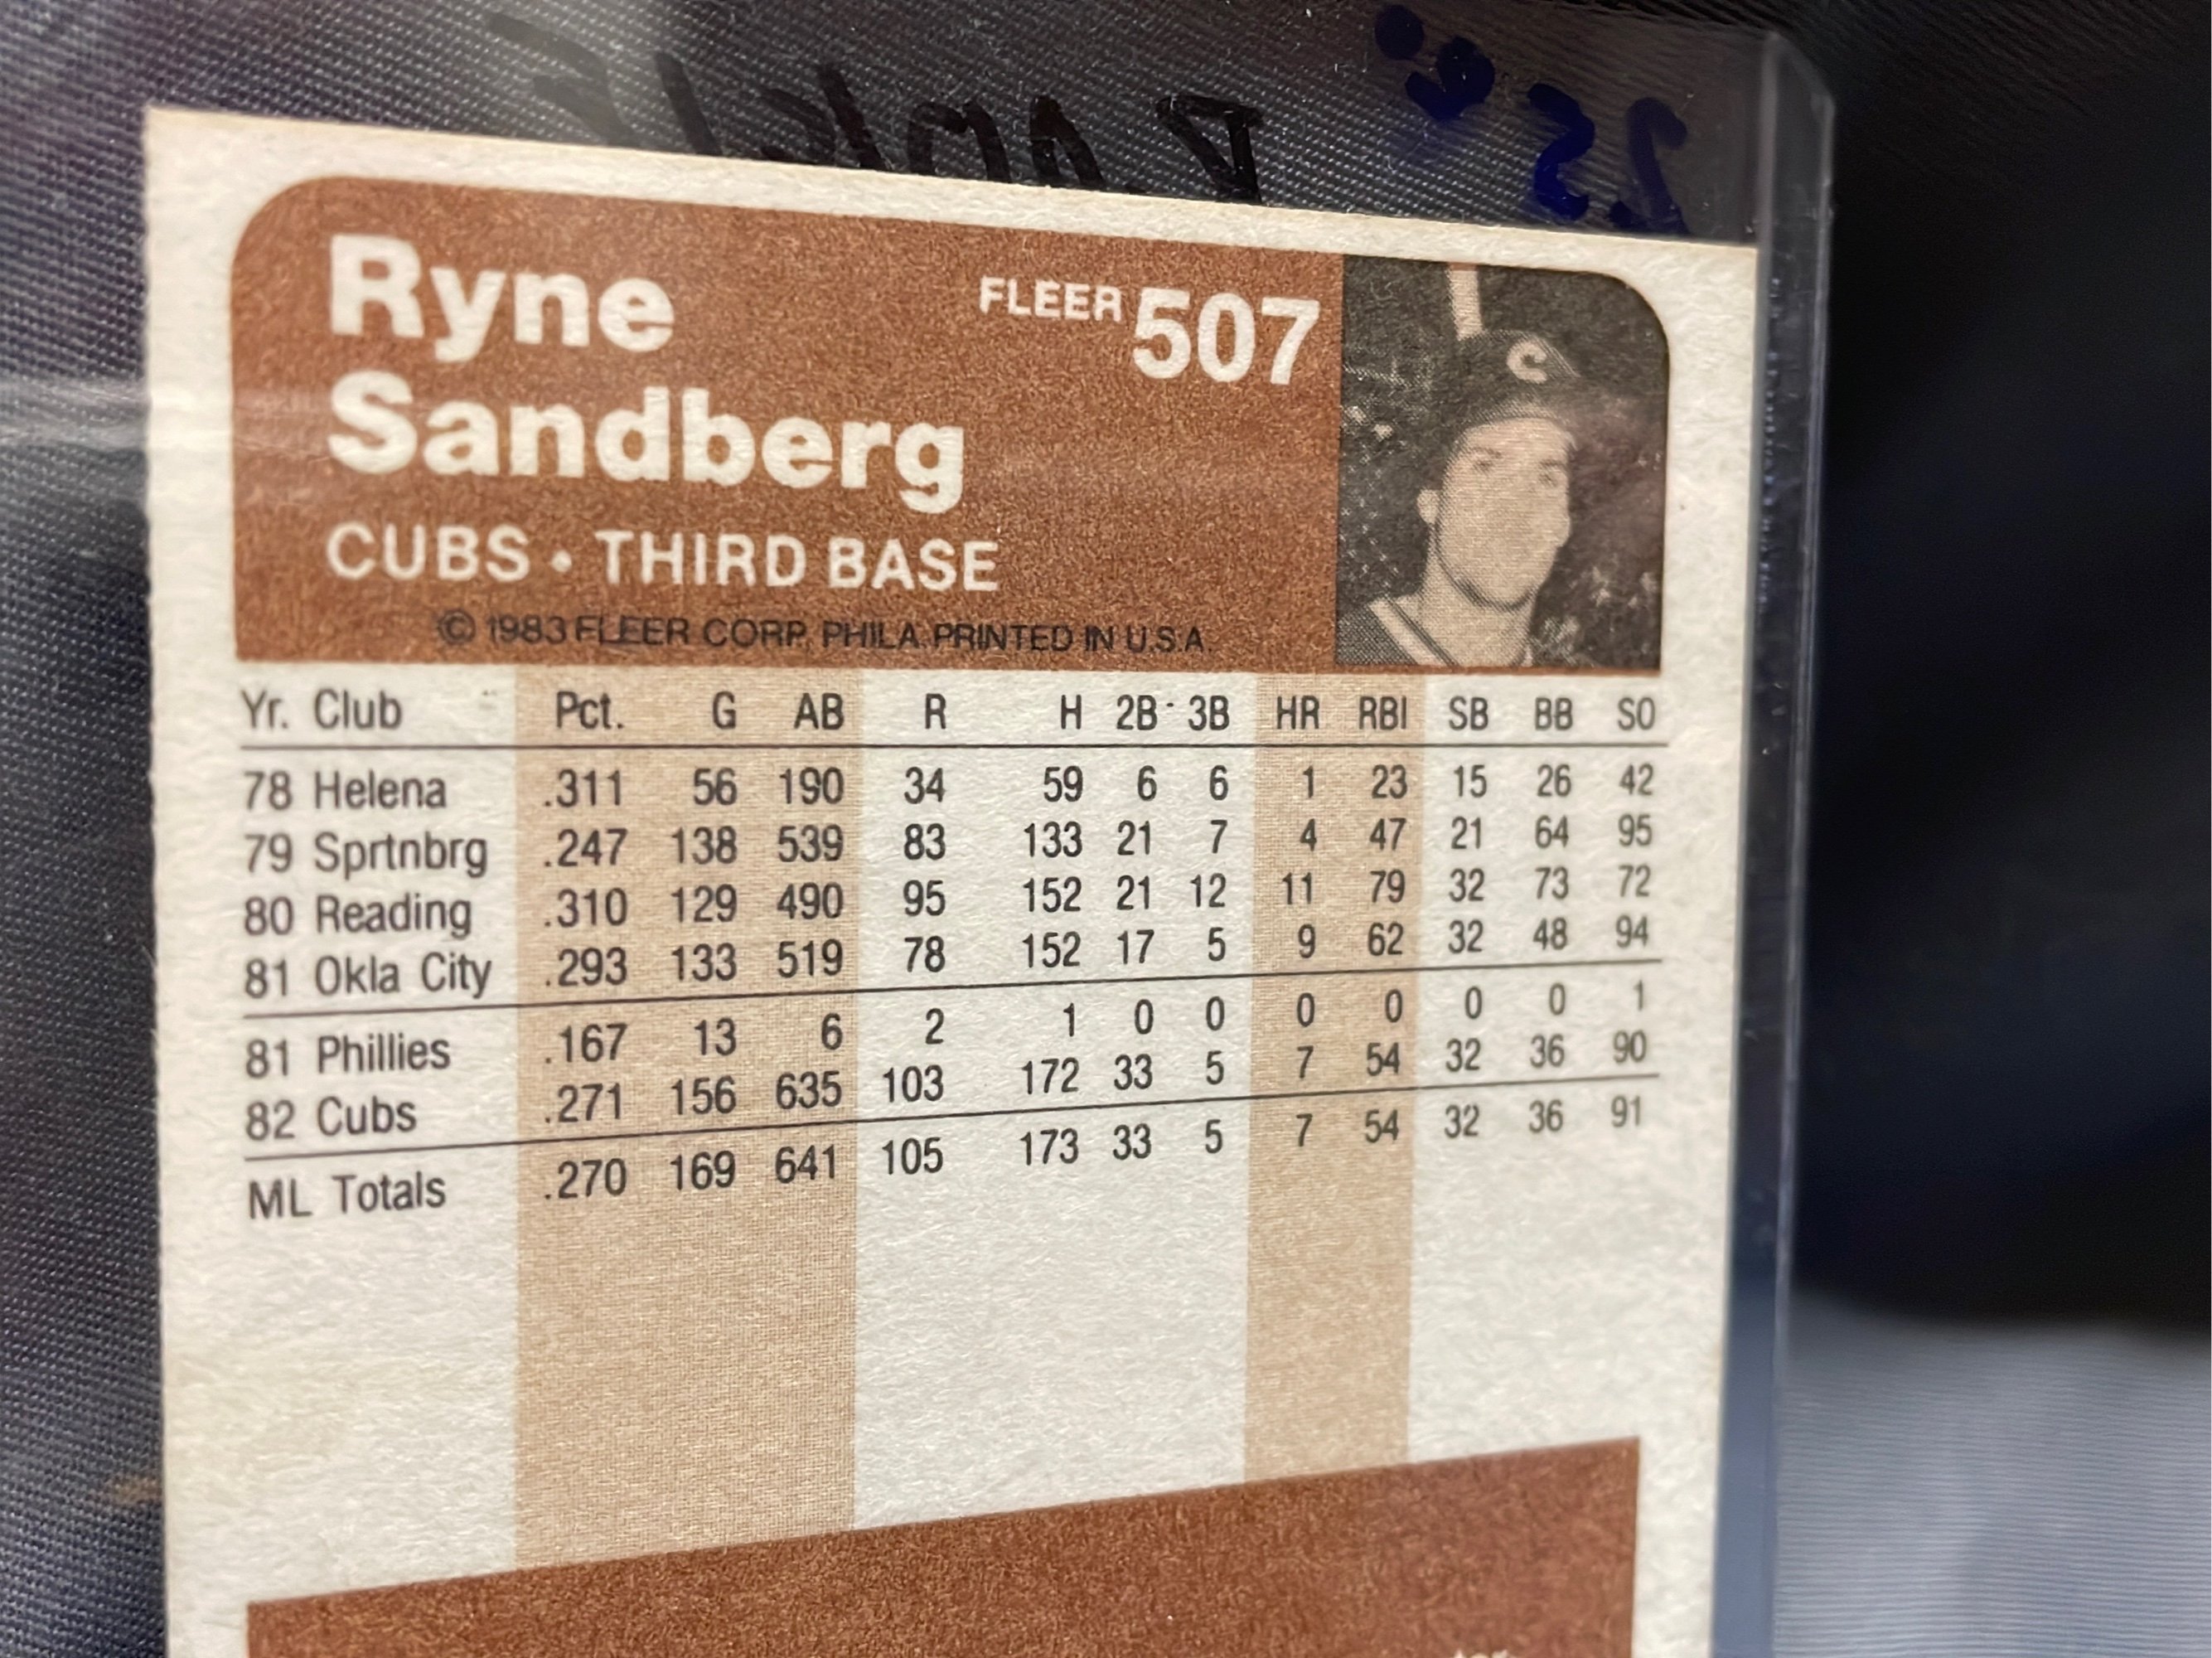 25.00
Ryne
Sandberg
FLEER 507
CUBS • THIRD BASE
© 1983 FLEER CORP. PHILA. PRINTED IN U.S.A.
C
Yr. Club Pct. G AB R H 2B 3B HR RBI SB BB SO
78 Helena .311 56 190 34 59 6 6 1 23 15 26 42
79 Sprtnbrg .247 138 539 83 133 21 7 4 47 21 64 95
80 Reading .310 129 490 95 152 21 12 11 79 32 73 72
81 Okla City .293 133 519 78 152 17 5 9 62 32 48 94
81 Phillies .167 13 6 2 1 0 0 0 0 0 0 1
82 Cubs .271 156 635 103 172 33 5 7 54 32 36 90
ML Totals .270 169 641 105 173 33 5 7 54 32 36 91